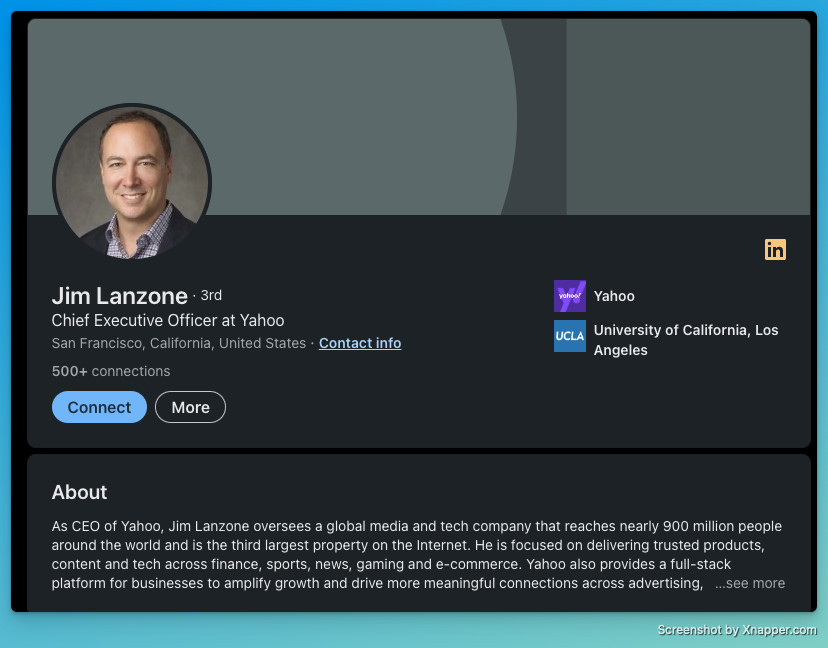 in
Jim Lanzone · 3rd
Chief Executive Officer at Yahoo
San Francisco, California, United States · Contact info
500+ connections
Connect
More
yahoo!
Yahoo
UCLA
University of California, Los
Angeles
About
As CEO of Yahoo, Jim Lanzone oversees a global media and tech company that reaches nearly 900 million people
around the world and is the third largest property on the Internet. He is focused on delivering trusted products,
content and tech across finance, sports, news, gaming and e-commerce. Yahoo also provides a full-stack
platform for businesses to amplify growth and drive more meaningful connections across advertising, ...see more
Screenshot by Xnapper.com